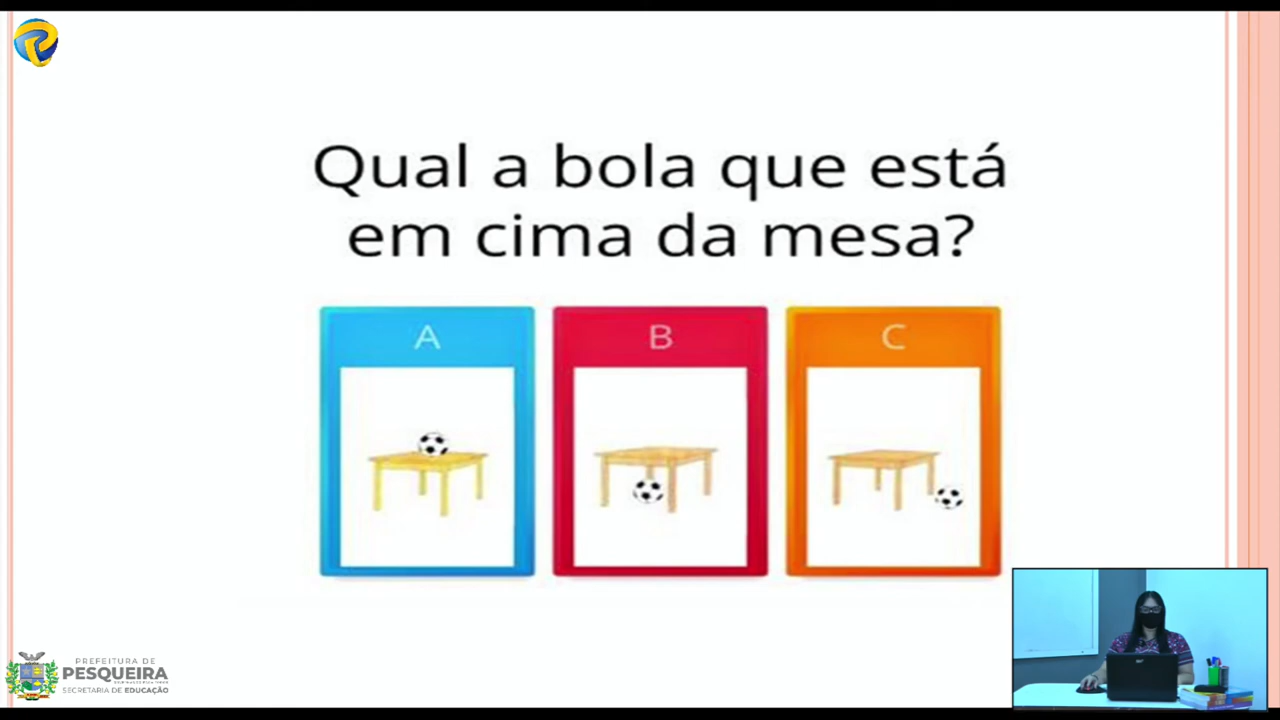 Qual a bola que está
em cima da mesa?
A
B
C
PREFEITURA DE
PESQUEIRA
SECRETARIA DE EDUCAÇÃO